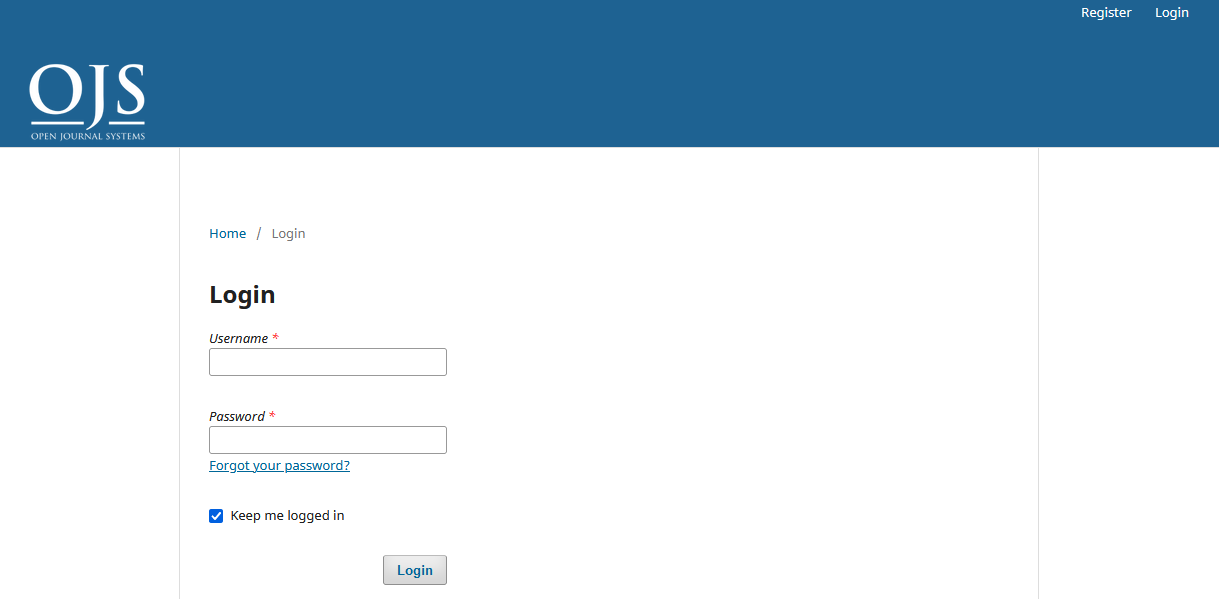 Register Login
OJS
OPEN JOURNAL SYSTEMS
Home / Login
Login
Username *
Password *
Forgot your password?
Keep me logged in
Login